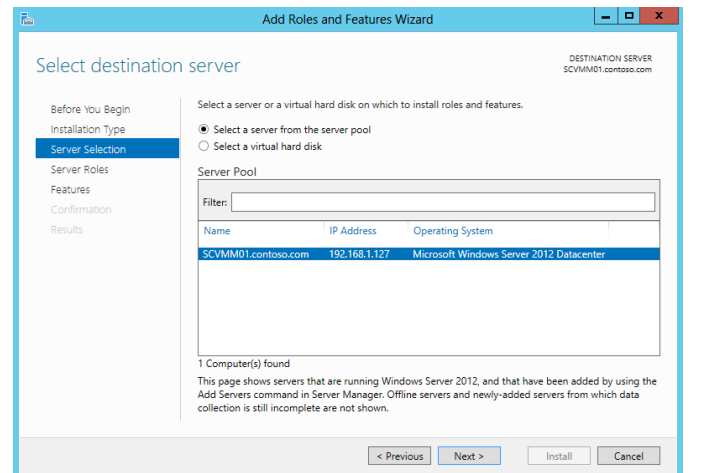 Add Roles and Features Wizard
Select destination server
DESTINATION SERVER
SCVMM01.contoso.com
Before You Begin
Installation Type
Server Selection
Server Roles
Features
Confirmation
Results
Select a server or a virtual hard disk on which to install roles and features.
Select a server from the server pool
Select a virtual hard disk
Server Pool
Filter:
Name IP Address Operating System
SCVMM01.contoso.com 192.168.1.127 Microsoft Windows Server 2012 Datacenter
1 Computer(s) found
This page shows servers that are running Windows Server 2012, and that have been added by using the
Add Servers command in Server Manager. Offline servers and newly-added servers from which data
collection is still incomplete are not shown.
< Previous Next > Install Cancel